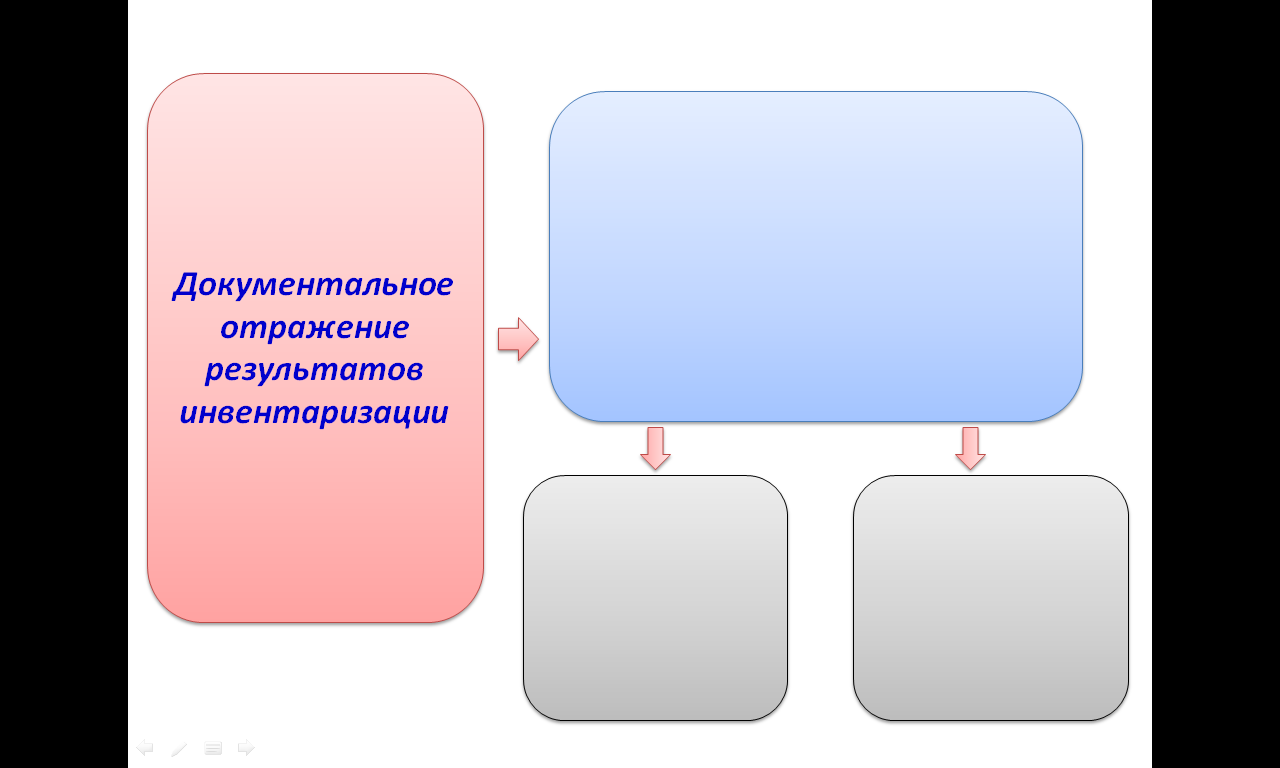 Документальное
отражение
результатов
инвентаризации